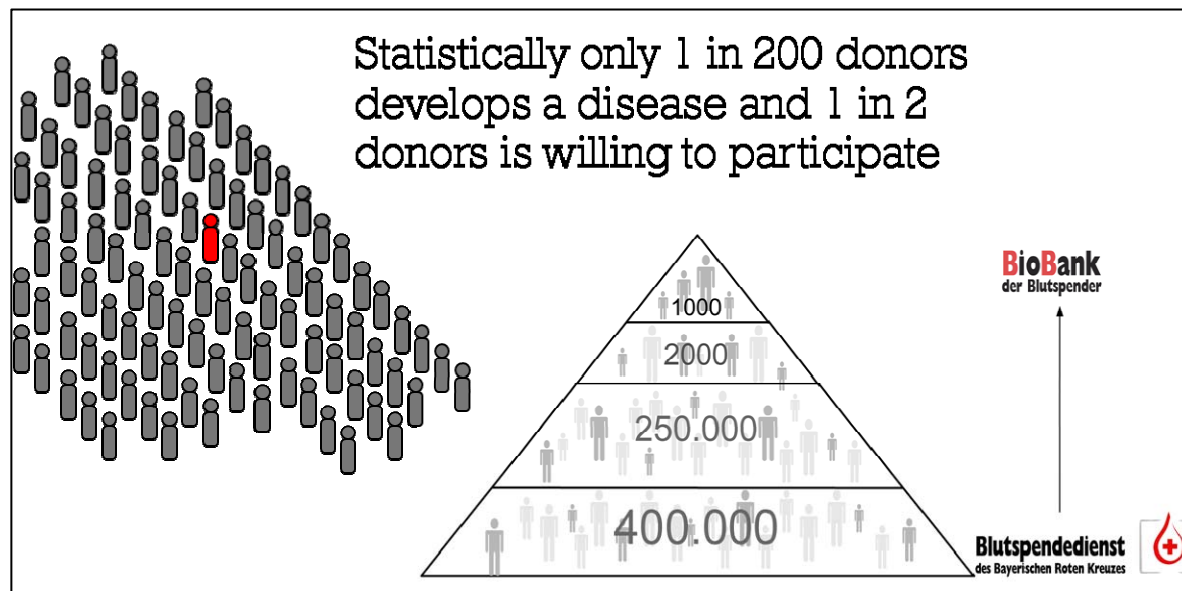 Statistically only 1 in 200 donors
develops a disease and 1 in 2
donors is willing to participate
1000
2000
250.000
400.000
BioBank
der Blutspender
Blutspendedienst
des Bayerischen Roten Kreuzes